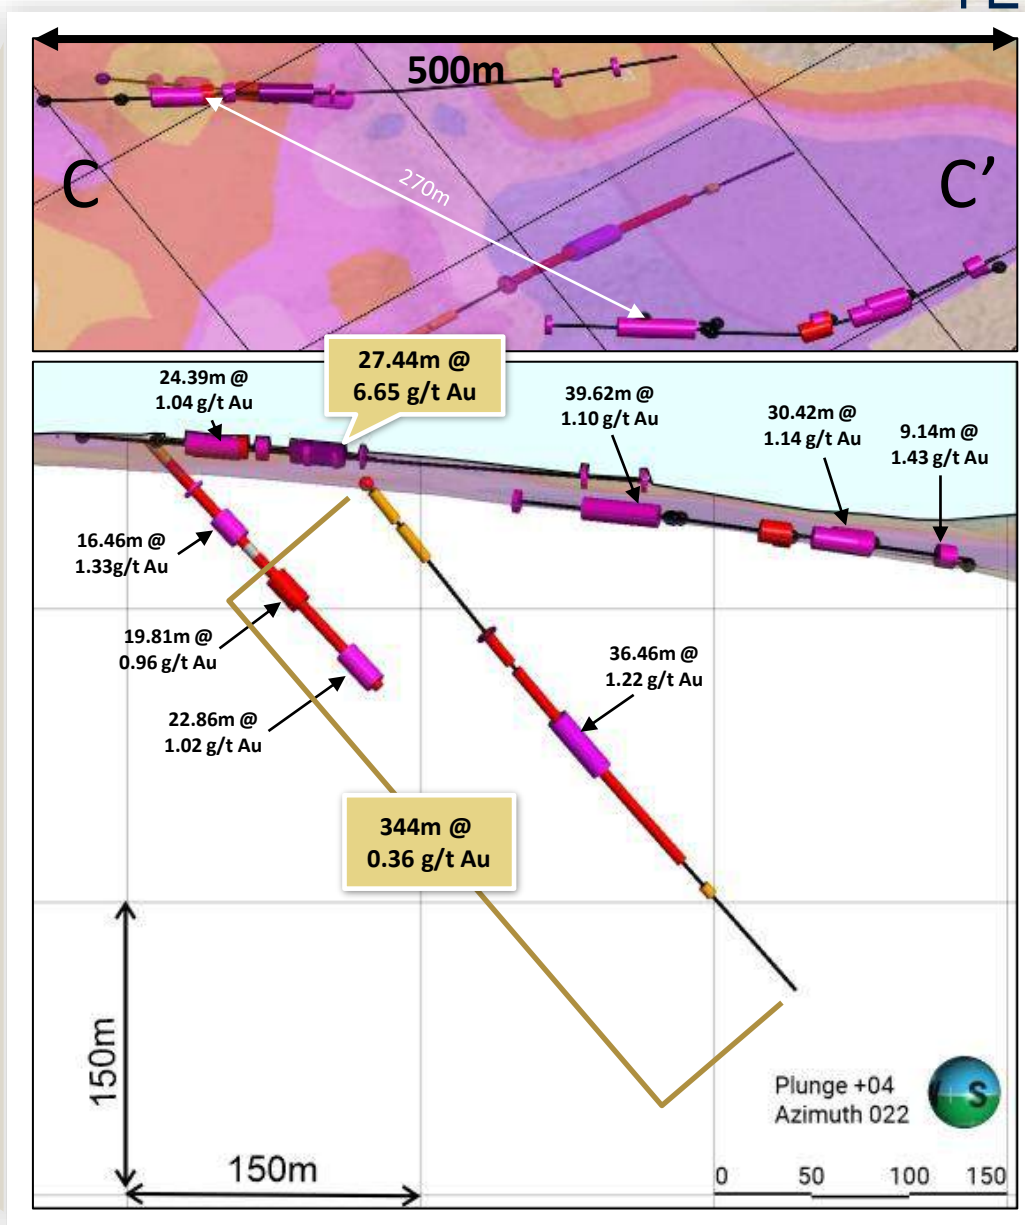 500m
C
C’
270m
27.44m @
6.65 g/t Au
24.39m @
1.04 g/t Au
39.62m @
1.10 g/t Au
30.42m @
1.14 g/t Au
9.14m @
1.43 g/t Au
16.46m @
1.33g/t Au
19.81m @
0.96 g/t Au
22.86m @
1.02 g/t Au
36.46m @
1.22 g/t Au
344m @
0.36 g/t Au
150m
150m
Plunge +04
Azimuth 022
S
0 50 100 150